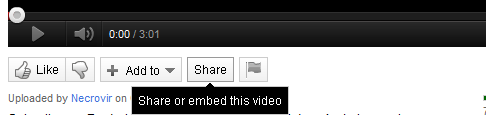 0:00 / 3:01
Like
Add to
Share
Share or embed this video
Uploaded by Necrovir on